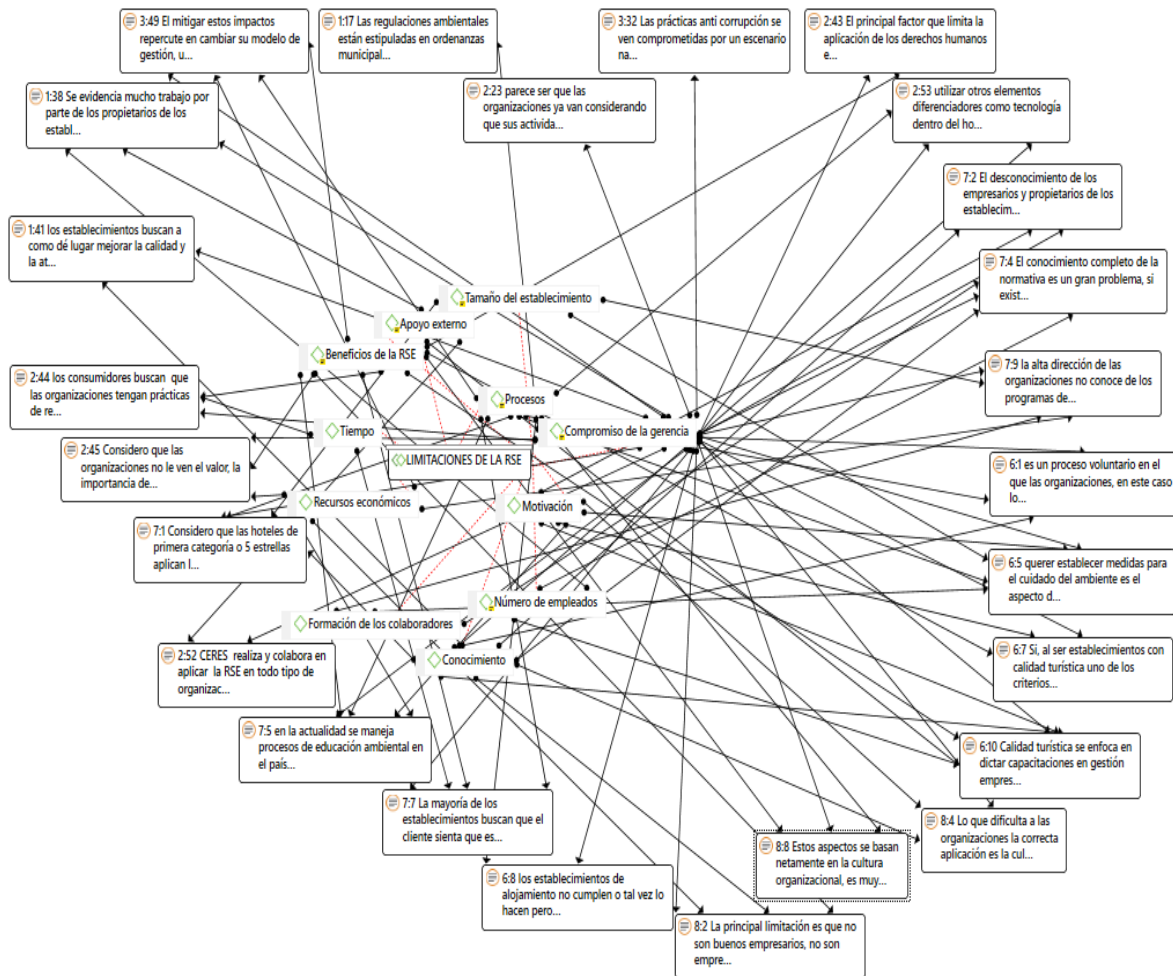 3:49 El mitigar estos impactos
repercute en cambiar su modelo de
gestión, u...
1:17 Las regulaciones ambientales
están estipuladas en ordenanzas
municipal...
3:32 Las prácticas anti corrupción se
ven comprometidas por un escenario
na...
2:43 El principal factor que limita la
aplicación de los derechos humanos
e...
1:38 Se evidencia mucho trabajo por
parte de los propietarios de los
establ...
2:23 parece ser que las
organizaciones ya van considerando
que sus activida...
2:53 utilizar otros elementos
diferenciadores como tecnología
dentro del ho...
7:2 El desconocimiento de los
empresarios y propietarios de los
establecim...
1:41 los establecimientos buscan a
como dé lugar mejorar la calidad y
la at...
7:4 El conocimiento completo de la
normativa es un gran problema, si
exist...
Tamaño del establecimiento
Apoyo externo
Beneficios de la RSE
7:9 la alta dirección de las
organizaciones no conoce de los
programas de...
2:44 los consumidores buscan que
las organizaciones tengan prácticas
de re...
Procesos
Tiempo
Compromiso de la gerencia
LIMITACIONES DE LA RSE
2:45 Considero que las
organizaciones no le ven el valor, la
importancia de...
6:1 es un proceso voluntario en el
que las organizaciones, en este caso
lo...
Recursos económicos
Motivación
7:1 Considero que las hoteles de
primera categoría o 5 estrellas
aplican l...
6:5 querer establecer medidas para
el cuidado del ambiente es el
aspecto d...
Número de empleados
Formación de los colaboradores
Conocimiento
2:52 CERES realiza y colabora en
aplicar la RSE en todo tipo de
organizac...
6:7 Si, al ser establecimientos con
calidad turística uno de los
criterios...
7:5 en la actualidad se maneja
procesos de educación ambiental en
el país...
6:10 Calidad turística se enfoca en
dictar capacitaciones en gestión
empres...
7:7 La mayoría de los
establecimientos buscan que el
cliente sienta que es...
8:4 Lo que dificulta a las
organizaciones la correcta
aplicación es la cul...
8:8 Estos aspectos se basan
netamente en la cultura
organizacional, es muy...
6:8 los establecimientos de
alojamiento no cumplen o tal vez lo
hacen pero...
8:2 La principal limitación es que no
son buenos empresarios, no son
empre...